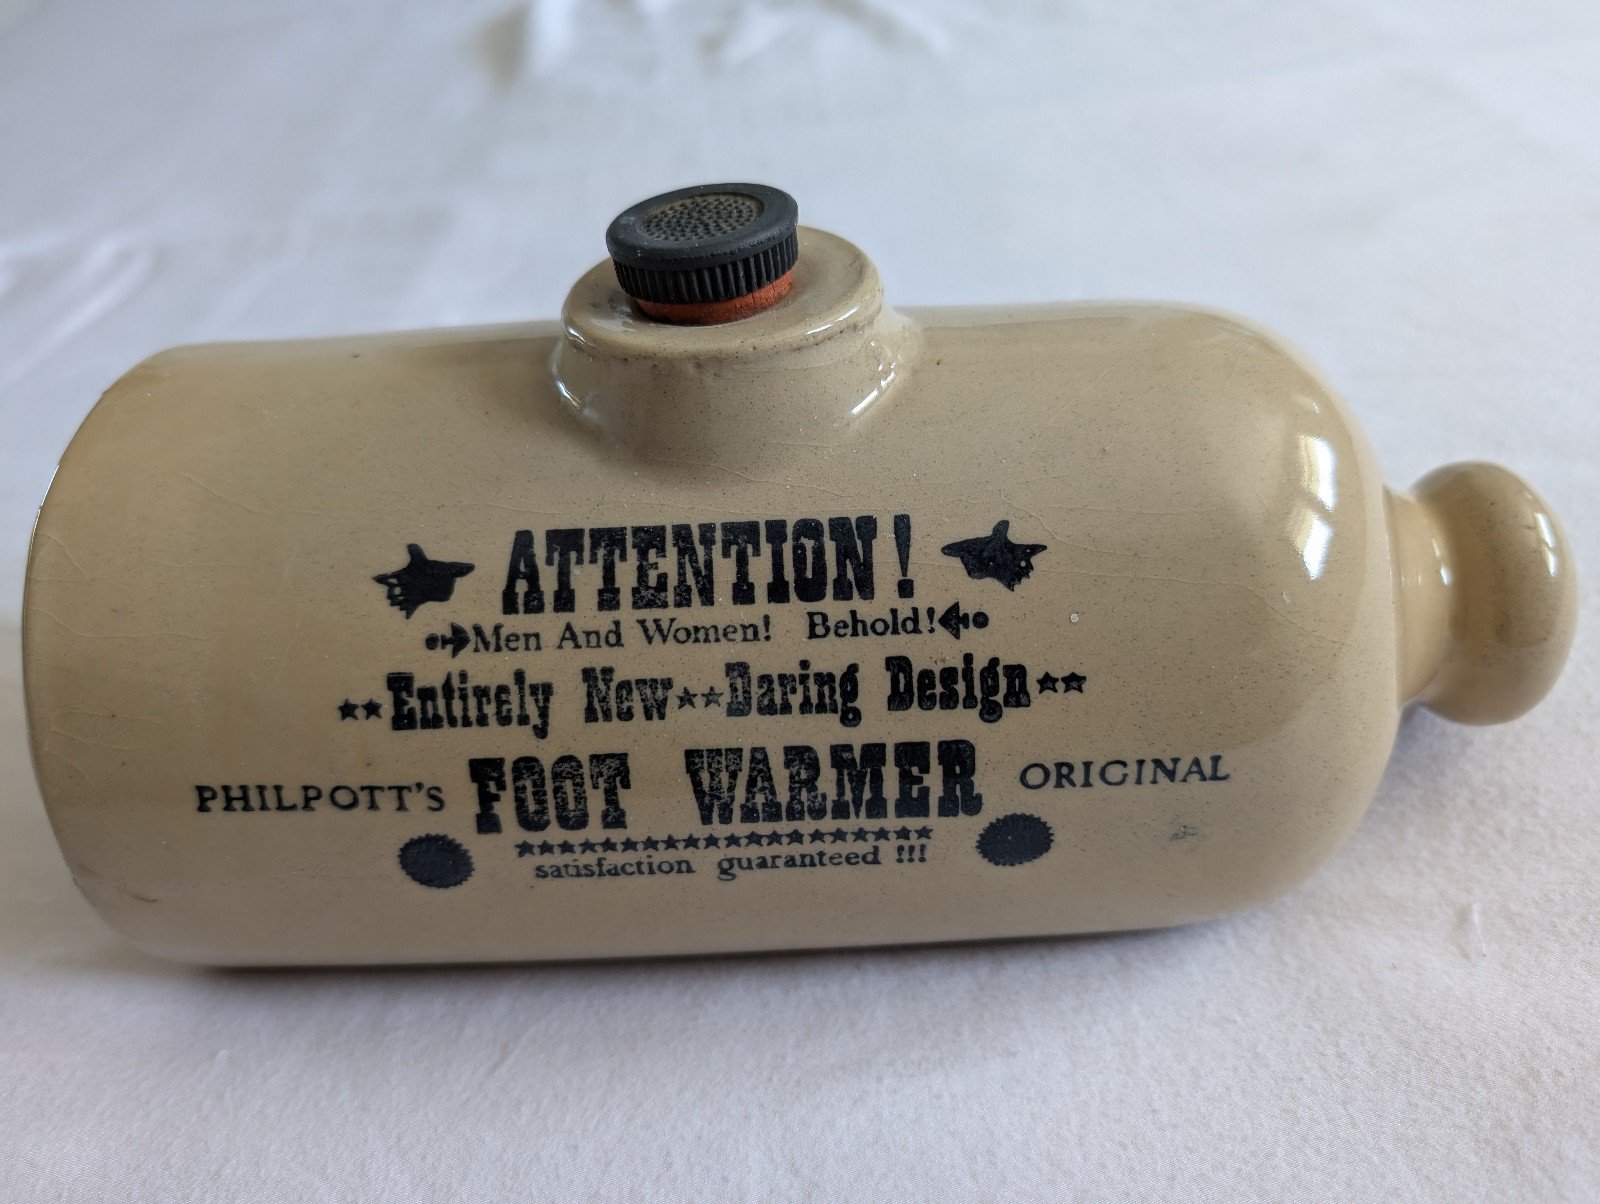 ATTENTION!
Men And Women! Behold!
Entirely New★★Daring Design
PHILPOTT'S FOOT WARMER ORIGINAL
satisfaction guaranteed !!!